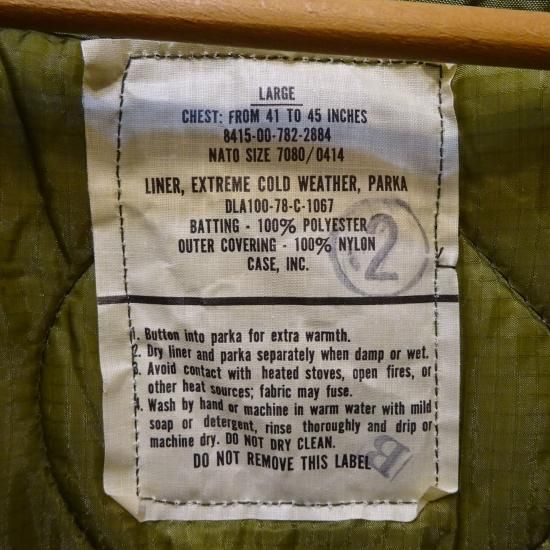 LARGE
CHEST: FROM 41 TO 45 INCHES
8415-00-782-2884
NATO SIZE 7080/0414
LINER, EXTREME COLD WEATHER, PARKA
DLA100-78-C-1067
BATTING - 100% POLYESTER
OUTER COVERING - 100% NYLON
CASE, INC.
2
1. Button into parka for extra warmth.
2. Dry liner and parka separately when damp or wet.
3. Avoid contact with heated stoves, open fires, or
other heat sources; fabric may fuse.
4. Wash by hand or machine in warm water with mild
soap or detergent, rinse thoroughly and drip or
machine dry. DO NOT DRY CLEAN.
DO NOT REMOVE THIS LABEL
B